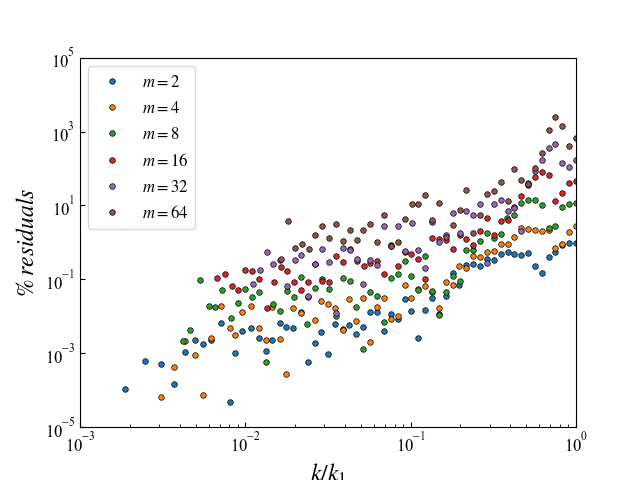 10^5
10^3
10^1
10^−1
10^−3
10^−5
% residuals
m = 2
m = 4
m = 8
m = 16
m = 32
m = 64
10^−3
10^−2
10^−1
10^0
k/k_1